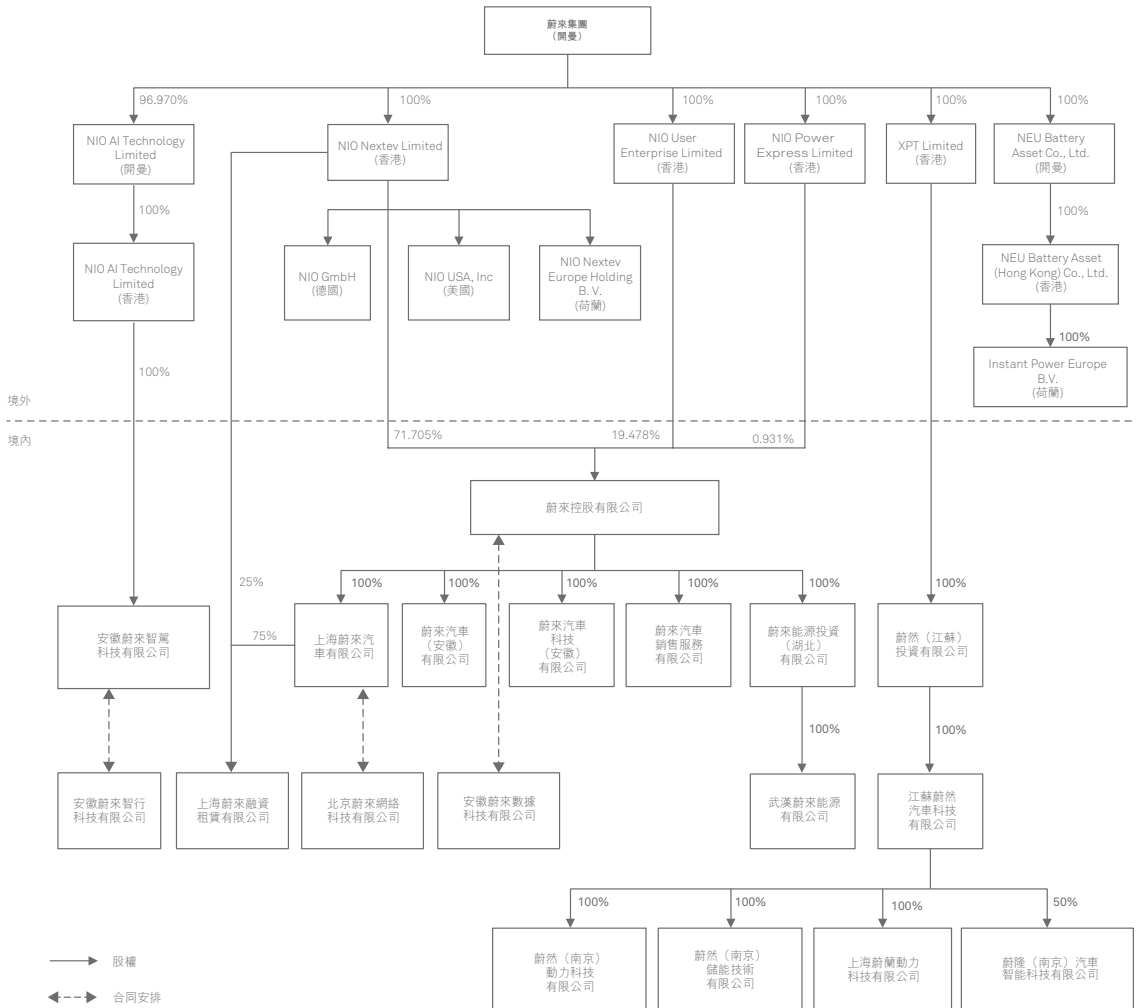 蔚來集團
（開曼）
96.970%
100%
100%
100%
100%
100%
NIO AI Technology
Limited
(開曼)
NIO Nextev Limited
(香港)
NIO User
Enterprise Limited
(香港)
NIO Power
Express Limited
(香港)
XPT Limited
(香港)
NEU Battery
Asset Co., Ltd.
(開曼)
100%
100%
NIO AI Technology
Limited
(香港)
NIO GmbH
(德國)
NIO USA, Inc
(美國)
NIO Nextev
Europe Holding
B. V.
(荷蘭)
NEU Battery Asset
(Hong Kong) Co., Ltd.
(香港)
100%
100%
Instant Power Europe
B.V.
(荷蘭)
境外
境內
71.705%
19.478%
0.931%
蔚來控股有限公司
25%
100%
100%
100%
100%
100%
100%
75%
安徽蔚來智駕
科技有限公司
上海蔚來汽
車有限公司
蔚來汽車
（安徽）
有限公司
蔚來汽車
科技
（安徽）
有限公司
蔚來汽車
銷售服務
有限公司
蔚來能源投資
（湖北）
有限公司
蔚然（江蘇）
投資有限公司
100%
100%
安徽蔚來智行
科技有限公司
上海蔚來融資
租賃有限公司
北京蔚來網絡
科技有限公司
安徽蔚來數據
科技有限公司
武漢蔚來能源
有限公司
江蘇蔚然
汽車科技
有限公司
100%
100%
100%
50%
蔚然（南京）
動力科技
有限公司
蔚然（南京）
儲能技術
有限公司
上海蔚蘭動力
科技有限公司
蔚隆（南京）汽車
智能科技有限公司
股權
合同安排